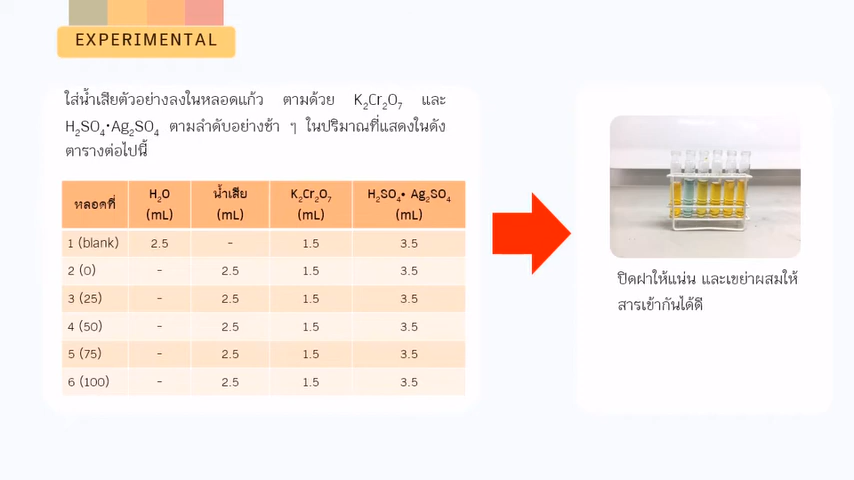 EXPERIMENTAL
ใส่น้ำเสียตัวอย่างลงในหลอดแก้ว ตามด้วย K₂Cr₂O₇ และ
H₂SO₄•Ag₂SO₄ ตามลำดับอย่างช้า ๆ ในปริมาณที่แสดงในดัง
ตารางต่อไปนี้
หลอดที่ H₂O (mL) น้ำเสีย (mL) K₂Cr₂O₇ (mL) H₂SO₄• Ag₂SO₄ (mL)
1 (blank) 2.5 - 1.5 3.5
2 (0) - 2.5 1.5 3.5
3 (25) - 2.5 1.5 3.5
4 (50) - 2.5 1.5 3.5
5 (75) - 2.5 1.5 3.5
6 (100) - 2.5 1.5 3.5
ปิดฝาให้แน่น และเขย่าผสมให้
สารเข้ากันได้ดี